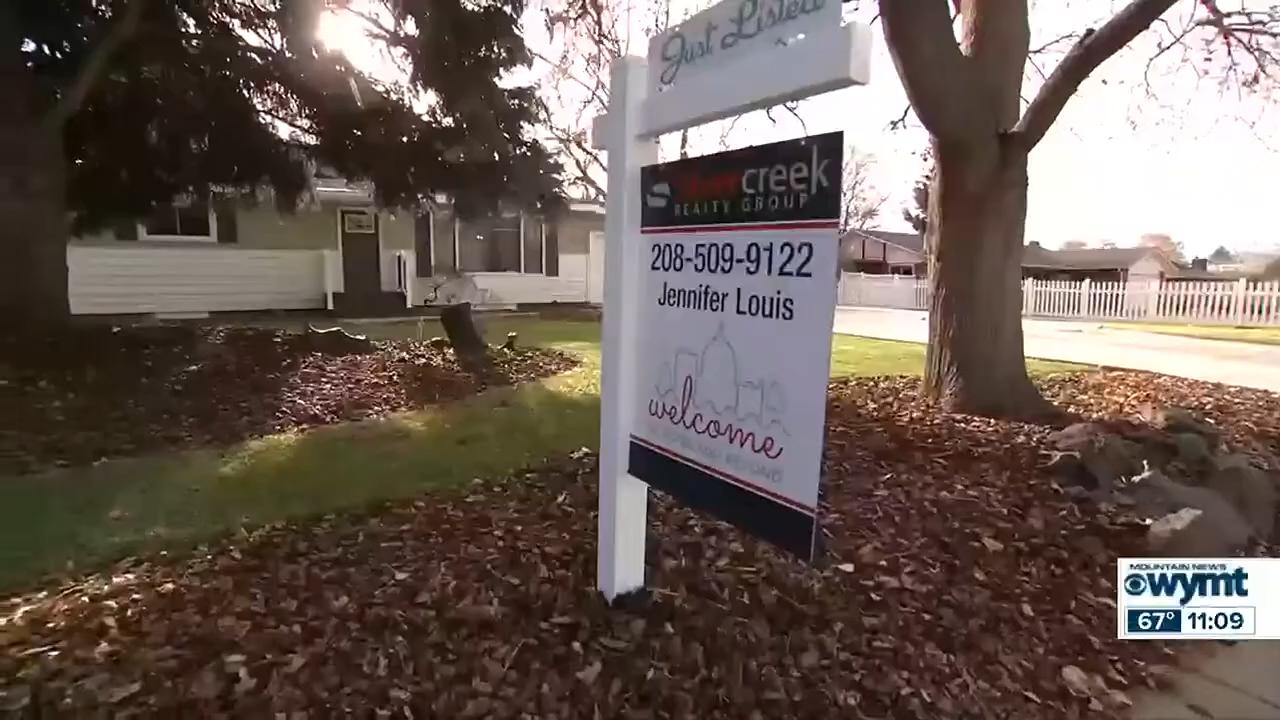 Just Listed
creek
REALTY GROUP
208-509-9122
Jennifer Louis
welcome
MOUNTAIN NEWS
wymt
67° 11:09